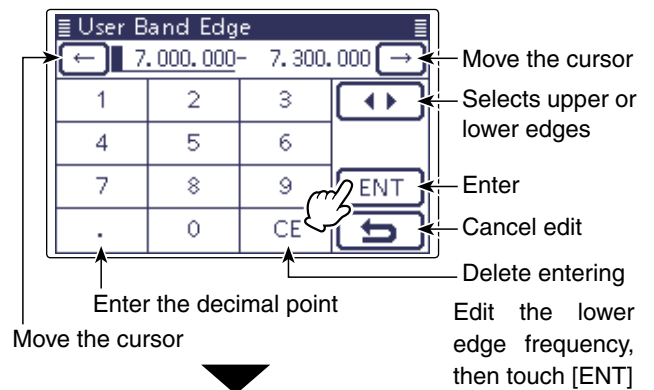 User Band Edge
← 7.000.000- 7.300.000 →
Move the cursor
1 2 3 ◀ ▶
Selects upper or
lower edges
4 5 6
7 8 9 ENT
Enter
. 0 CE
Cancel edit
Delete entering
Enter the decimal point
Move the cursor
Edit the lower
edge frequency,
then touch [ENT]